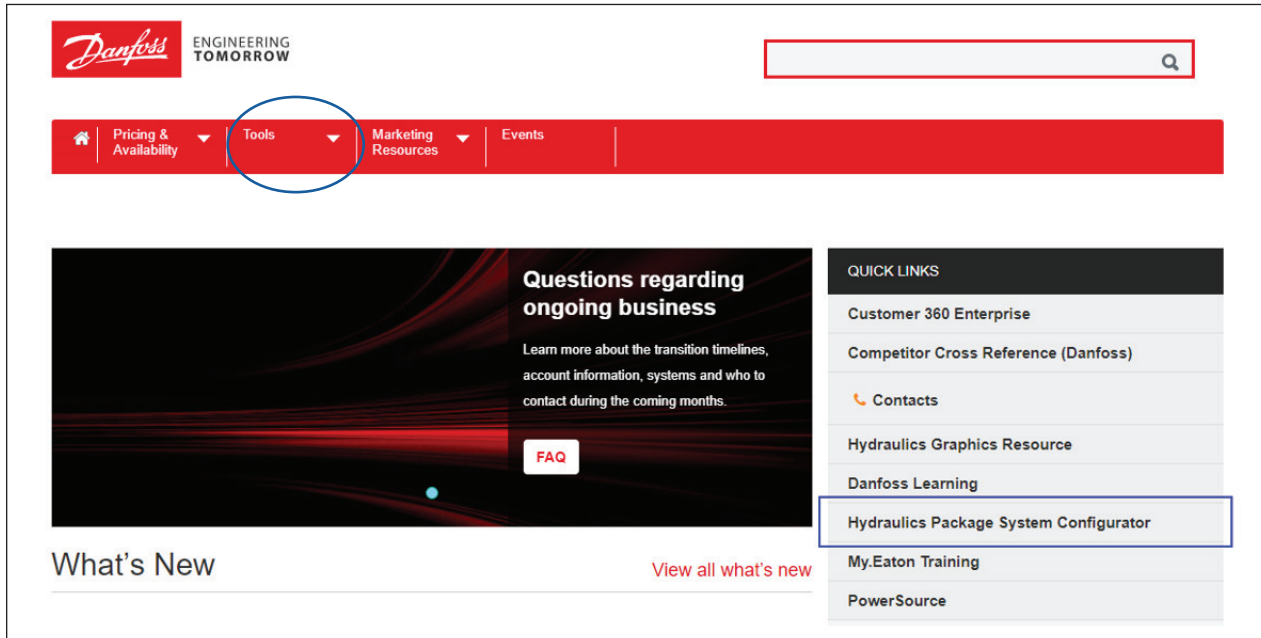 Danfoss
ENGINEERING
TOMORROW
Pricing &
Availability
Tools
Marketing
Resources
Events
Questions regarding
ongoing business
Learn more about the transition timelines,
account information, systems and who to
contact during the coming months.
FAQ
What's New
View all what's new
QUICK LINKS
Customer 360 Enterprise
Competitor Cross Reference (Danfoss)
Contacts
Hydraulics Graphics Resource
Danfoss Learning
Hydraulics Package System Configurator
My.Eaton Training
PowerSource